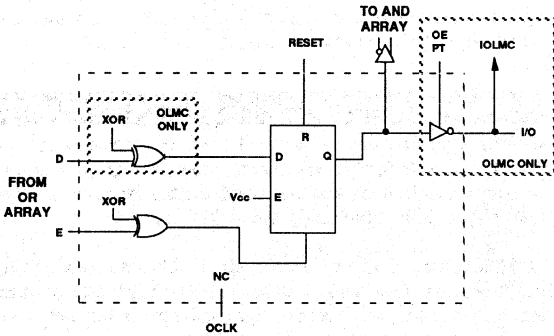 TO AND
ARRAY
OE
PT
IOLMC
RESET
XOR
OLMC
ONLY
R
D
D
Q
I/O
OLMC ONLY
FROM
OR
ARRAY
XOR
Vcc
E
E
NC
OCLK